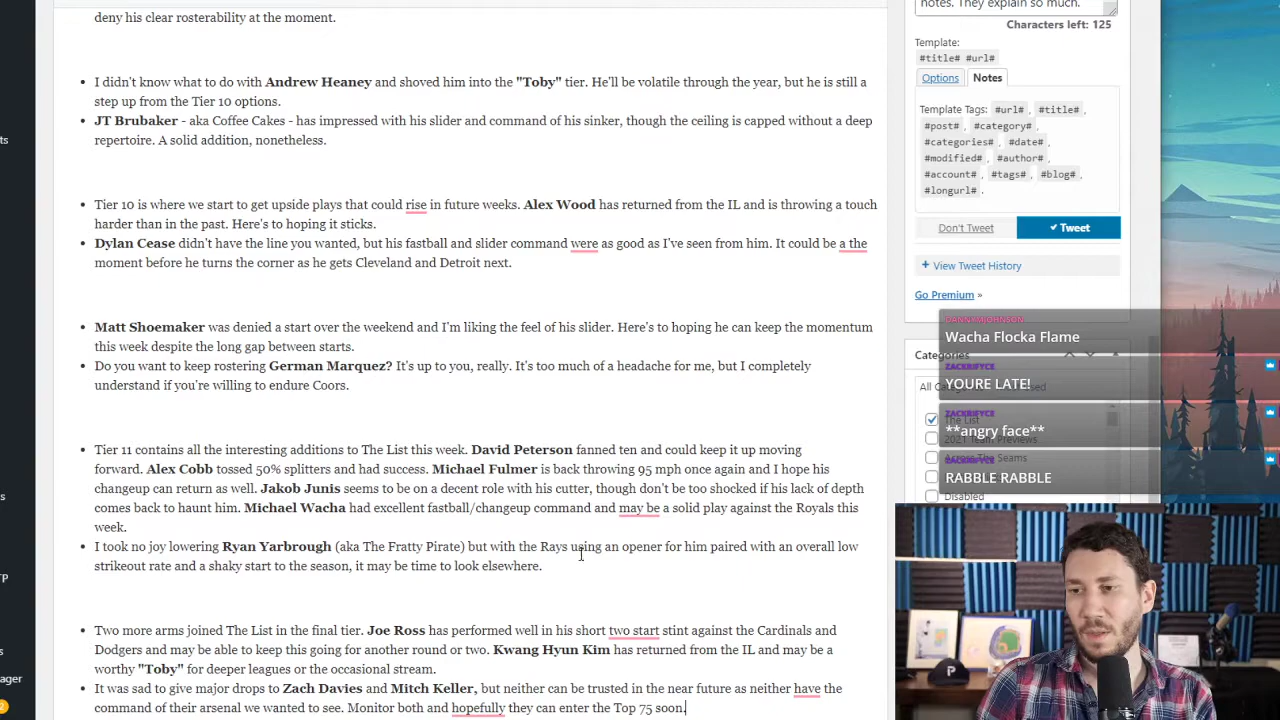 deny his clear rosterability at the moment.
I didn't know what to do with Andrew Heaney and shoved him into the "Toby" tier. He'll be volatile through the year, but he is still a
step up from the Tier 10 options.
JT Brubaker - aka Coffee Cakes - has impressed with his slider and command of his sinker, though the ceiling is capped without a deep
repertoire. A solid addition, nonetheless.
Tier 10 is where we start to get upside plays that could rise in future weeks. Alex Wood has returned from the IL and is throwing a touch
harder than in the past. Here's to hoping it sticks.
Dylan Cease didn't have the line you wanted, but his fastball and slider command were as good as I've seen from him. It could be a the
moment before he turns the corner as he gets Cleveland and Detroit next.
Matt Shoemaker was denied a start over the weekend and I'm liking the feel of his slider. Here's to hoping he can keep the momentum
this week despite the long gap between starts.
Do you want to keep rostering German Marquez? It's up to you, really. It's too much of a headache for me, but I completely
understand if you're willing to endure Coors.
Tier 11 contains all the interesting additions to The List this week. David Peterson fanned ten and could keep it up moving
forward. Alex Cobb tossed 50% splitters and had success. Michael Fulmer is back throwing 95 mph once again and I hope his
changeup can return as well. Jakob Junis seems to be on a decent role with his cutter, though don't be too shocked if his lack of depth
comes back to haunt him. Michael Wacha had excellent fastball/changeup command and may be a solid play against the Royals this
week.
I took no joy lowering Ryan Yarbrough (aka The Fratty Pirate) but with the Rays using an opener for him paired with an overall low
strikeout rate and a shaky start to the season, it may be time to look elsewhere.
Two more arms joined The List in the final tier. Joe Ross has performed well in his short two start stint against the Cardinals and
Dodgers and may be able to keep this going for another round or two. Kwang Hyun Kim has returned from the IL and may be a
worthy "Toby" for deeper leagues or the occasional stream.
It was sad to give major drops to Zach Davies and Mitch Keller, but neither can be trusted in the near future as neither have the
command of their arsenal we wanted to see. Monitor both and hopefully they can enter the Top 75 soon.
notes. They explain so much.
Characters left: 125
Template:
#title# #url#
Options Notes
Template Tags: #url# , #title# ,
#post# , #category# ,
#categories# , #date# ,
#modified# , #author# ,
#account# , #tags# , #blog# ,
#longurl# .
Don't Tweet ✔ Tweet
+ View Tweet History
Go Premium »
Wacha Flocka Flame
Categories
ZACKRIFYCE
YOURE LATE!
All
ZACKRIFYCE
The List
**angry face**
2021 Team Previews
Across The Seams
RABBLE RABBLE
Disabled